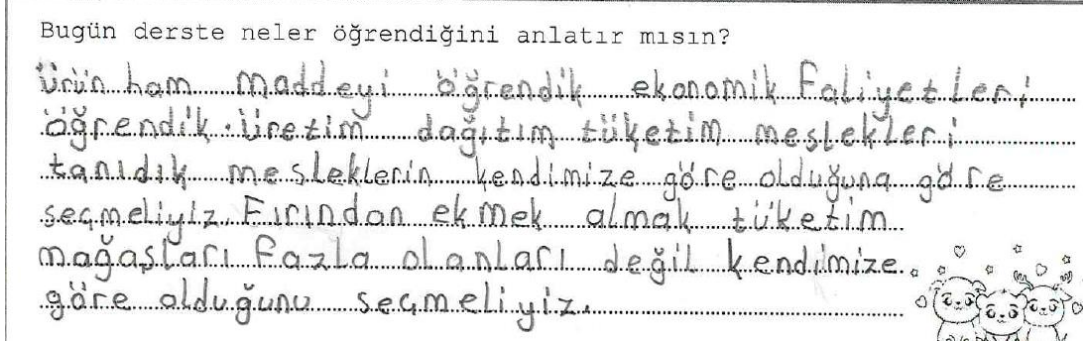 Bugün derste neler öğrendiğini anlatır mısın?
Ürün ham maddeyi öğrendik ekonomik faliyetleri
öğrendik. Üretim dağıtım tüketim meslekleri
tanıdık mesleklerin kendimize göre olduğuna göre
seçmeliyiz. Fırından ekmek almak tüketim
mağaşları fazla olanları değil kendimize
göre olduğunu seçmeliyiz.